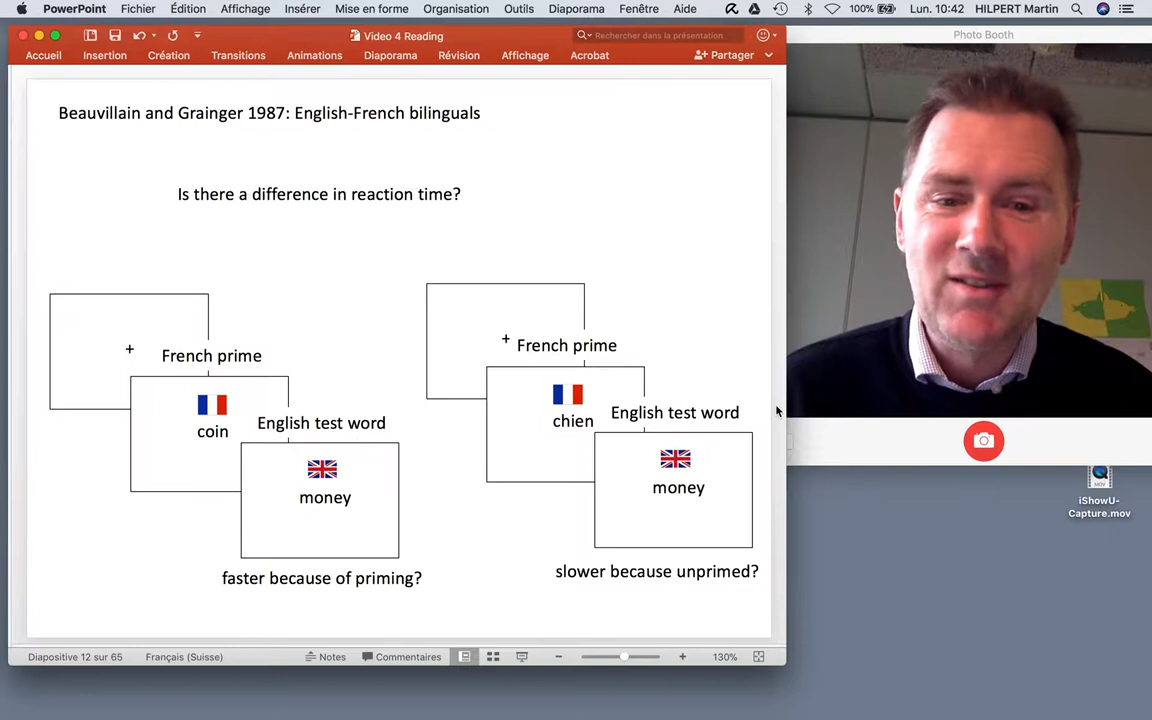 PowerPoint Fichier Édition Affichage Insérer Mise en forme Organisation Outils Diaporama Fenêtre Aide 100% Lun. 10:42 HILPERT Martin
Video 4 Reading
Rechercher dans la présentation
Photo Booth
Accueil Insertion Création Transitions Animations Diaporama Révision Affichage Acrobat Partager
Beauvillain and Grainger 1987: English-French bilinguals
Is there a difference in reaction time?
+
French prime
coin
English test word
money
faster because of priming?
+
French prime
chien
English test word
money
slower because unprimed?
iShowU-
Capture.mov
Diapositive 12 sur 65 Français (Suisse) Notes Commentaires 130%